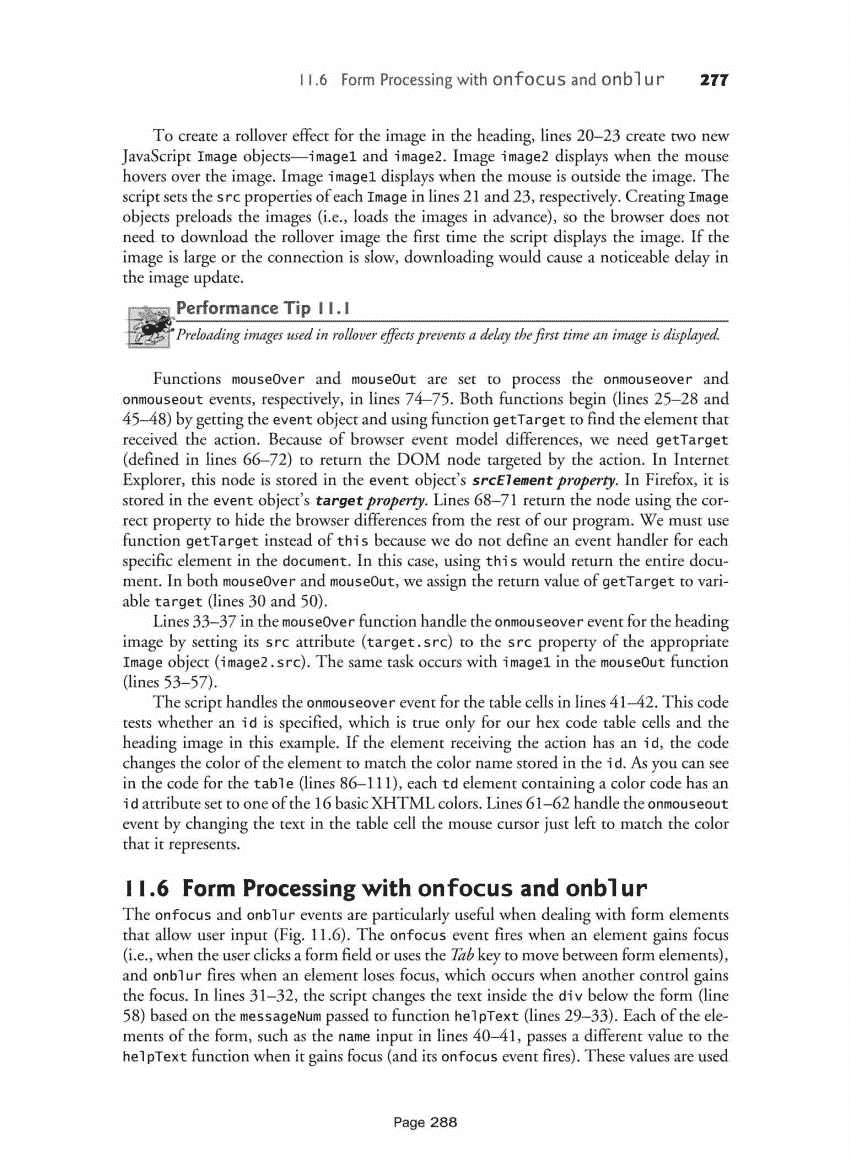 11.6 Form Processing with onfocus and onblur 277
To create a rollover effect for the image in the heading, lines 20–23 create two new
JavaScript Image objects—image1 and image2. Image image2 displays when the mouse
hovers over the image. Image image1 displays when the mouse is outside the image. The
script sets the src properties of each Image in lines 21 and 23, respectively. Creating Image
objects preloads the images (i.e., loads the images in advance), so the browser does not
need to download the rollover image the first time the script displays the image. If the
image is large or the connection is slow, downloading would cause a noticeable delay in
the image update.
Performance Tip 11.1
Preloading images used in rollover effects prevents a delay the first time an image is displayed.
Functions mouseOver and mouseOut are set to process the onmouseover and
onmouseout events, respectively, in lines 74–75. Both functions begin (lines 25–28 and
45–48) by getting the event object and using function getTarget to find the element that
received the action. Because of browser event model differences, we need getTarget
(defined in lines 66–72) to return the DOM node targeted by the action. In Internet
Explorer, this node is stored in the event object's srcElement property. In Firefox, it is
stored in the event object's target property. Lines 68–71 return the node using the cor-
rect property to hide the browser differences from the rest of our program. We must use
function getTarget instead of this because we do not define an event handler for each
specific element in the document. In this case, using this would return the entire docu-
ment. In both mouseOver and mouseOut, we assign the return value of getTarget to vari-
able target (lines 30 and 50).
Lines 33–37 in the mouseOver function handle the onmouseover event for the heading
image by setting its src attribute (target.src) to the src property of the appropriate
Image object (image2.src). The same task occurs with image1 in the mouseOut function
(lines 53–57).
The script handles the onmouseover event for the table cells in lines 41–42. This code
tests whether an id is specified, which is true only for our hex code table cells and the
heading image in this example. If the element receiving the action has an id, the code
changes the color of the element to match the color name stored in the id. As you can see
in the code for the table (lines 86–111), each td element containing a color code has an
id attribute set to one of the 16 basic XHTML colors. Lines 61–62 handle the onmouseout
event by changing the text in the table cell the mouse cursor just left to match the color
that it represents.
11.6 Form Processing with onfocus and onblur
The onfocus and onblur events are particularly useful when dealing with form elements
that allow user input (Fig. 11.6). The onfocus event fires when an element gains focus
(i.e., when the user clicks a form field or uses the Tab key to move between form elements),
and onblur fires when an element loses focus, which occurs when another control gains
the focus. In lines 31–32, the script changes the text inside the div below the form (line
58) based on the messageNum passed to function helpText (lines 29–33). Each of the ele-
ments of the form, such as the name input in lines 40–41, passes a different value to the
helpText function when it gains focus (and its onfocus event fires). These values are used
Page 288